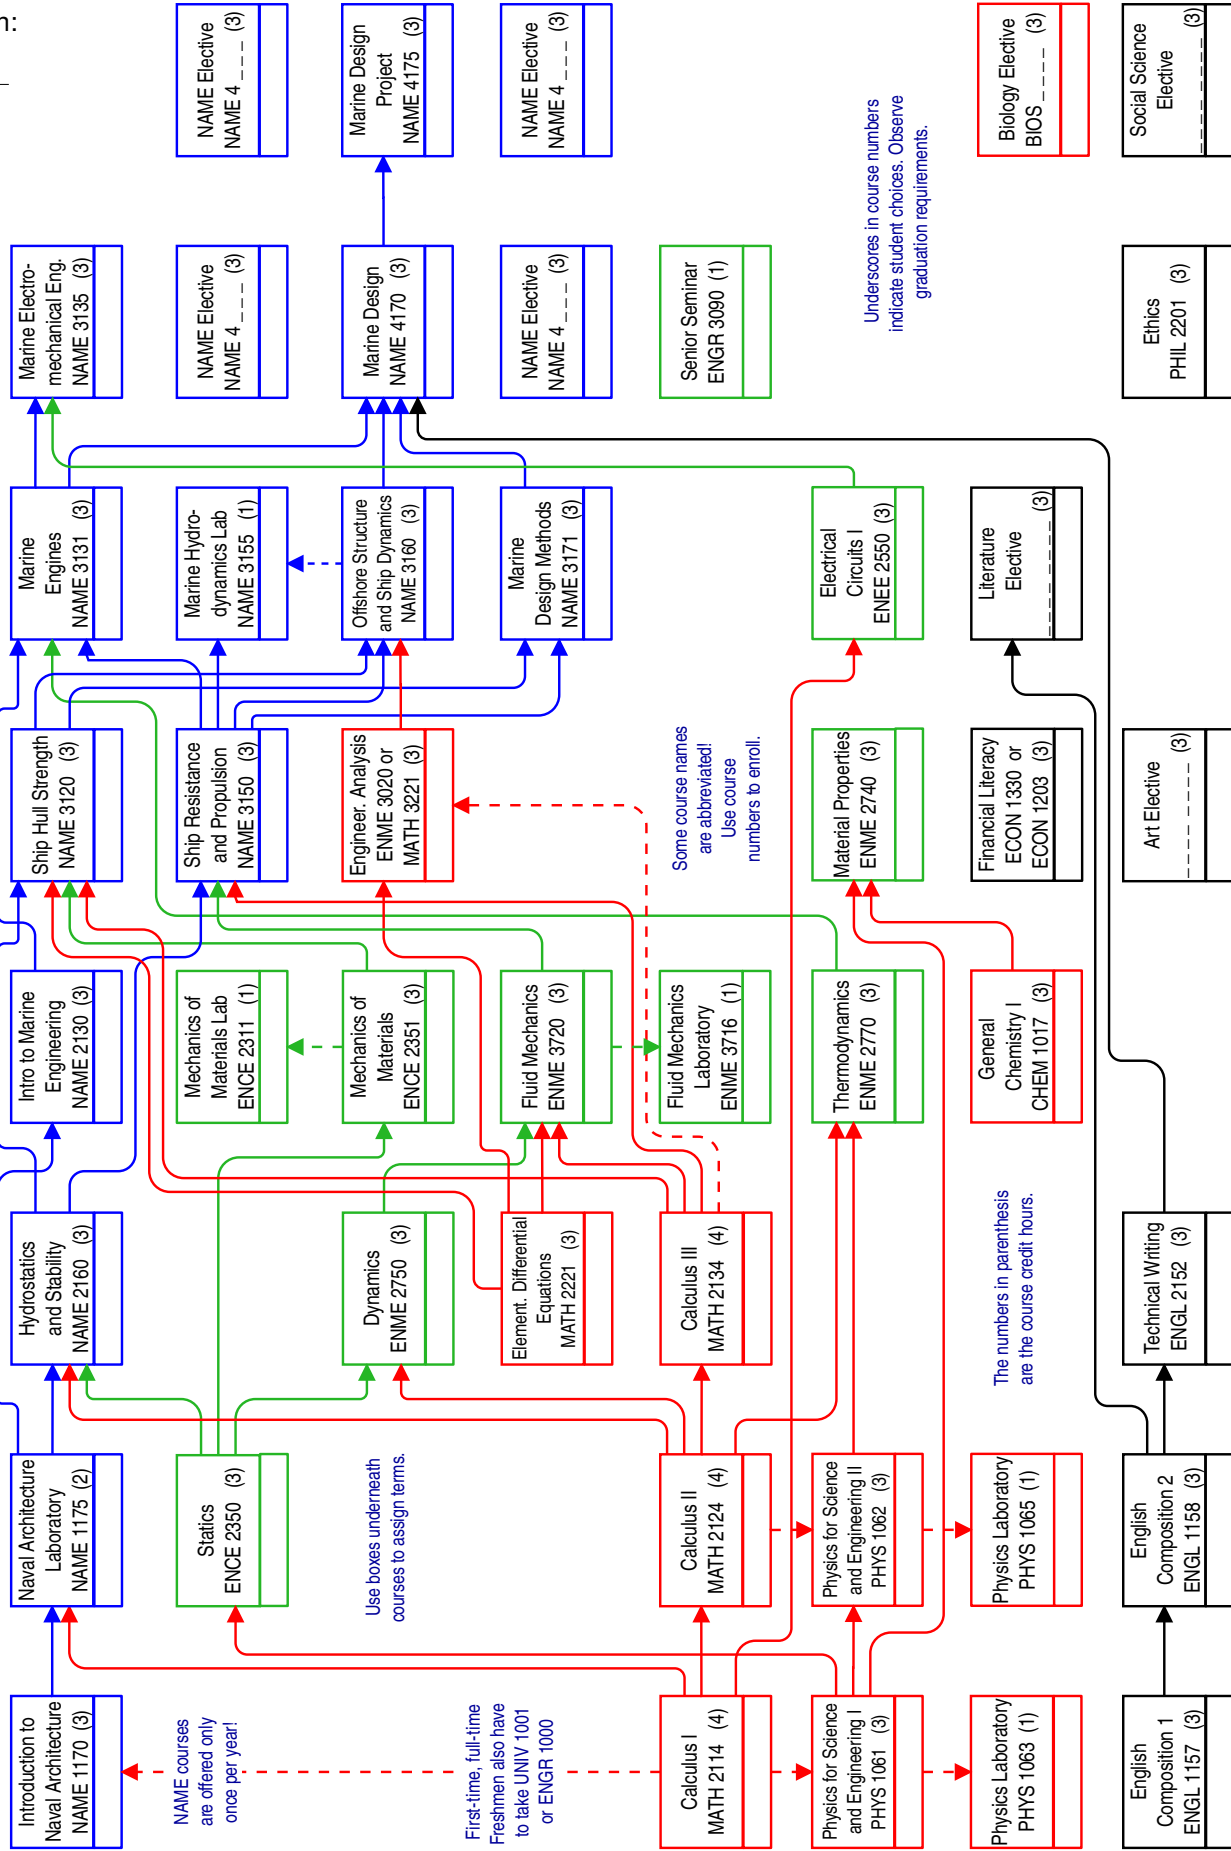 n:
NAME Elective
NAME 4 _ _ _ (3)
Marine Design
Project
NAME 4175 (3)
NAME Elective
NAME 4 _ _ _ (3)
Biology Elective
BIOS _ _ _ _ (3)
Social Science
Elective
_ _ _ _ _ _ _ _ (3)
Marine Electro-
mechanical Eng.
NAME 3135 (3)
NAME Elective
NAME 4 _ _ _ (3)
Marine Design
NAME 4170 (3)
NAME Elective
NAME 4 _ _ _ (3)
Senior Seminar
ENGR 3090 (1)
Underscores in course numbers
indicate student choices. Observe
graduation requirements.
Ethics
PHIL 2201 (3)
Marine
Engines
NAME 3131 (3)
Marine Hydro-
dynamics Lab
NAME 3155 (1)
Offshore Structure
and Ship Dynamics
NAME 3160 (3)
Marine
Design Methods
NAME 3171 (3)
Electrical
Circuits I
ENEE 2550 (3)
Literature
Elective
_ _ _ _ _ _ _ _ (3)
Ship Hull Strength
NAME 3120 (3)
Ship Resistance
and Propulsion
NAME 3150 (3)
Engineer. Analysis
ENME 3020 or
MATH 3221 (3)
Some course names
are abbreviated!
Use course
numbers to enroll.
Material Properties
ENME 2740 (3)
Financial Literacy
ECON 1330 or
ECON 1203 (3)
Art Elective
_ _ _ _ _ _ _ _ (3)
Intro to Marine
Engineering
NAME 2130 (3)
Mechanics of
Materials Lab
ENCE 2311 (1)
Mechanics of
Materials
ENCE 2351 (3)
Fluid Mechanics
ENME 3720 (3)
Fluid Mechanics
Laboratory
ENME 3716 (1)
Thermodynamics
ENME 2770 (3)
General
Chemistry I
CHEM 1017 (3)
Hydrostatics
and Stability
NAME 2160 (3)
Dynamics
ENME 2750 (3)
Element. Differential
Equations
MATH 2221 (3)
Calculus III
MATH 2134 (4)
The numbers in parenthesis
are the course credit hours.
Technical Writing
ENGL 2152 (3)
Naval Architecture
Laboratory
NAME 1175 (2)
Statics
ENCE 2350 (3)
Use boxes underneath
courses to assign terms.
Calculus II
MATH 2124 (4)
Physics for Science
and Engineering II
PHYS 1062 (3)
Physics Laboratory
PHYS 1065 (1)
English
Composition 2
ENGL 1158 (3)
Introduction to
Naval Architecture
NAME 1170 (3)
NAME courses
are offered only
once per year!
First-time, full-time
Freshmen also have
to take UNIV 1001
or ENGR 1000
Calculus I
MATH 2114 (4)
Physics for Science
and Engineering I
PHYS 1061 (3)
Physics Laboratory
PHYS 1063 (1)
English
Composition 1
ENGL 1157 (3)